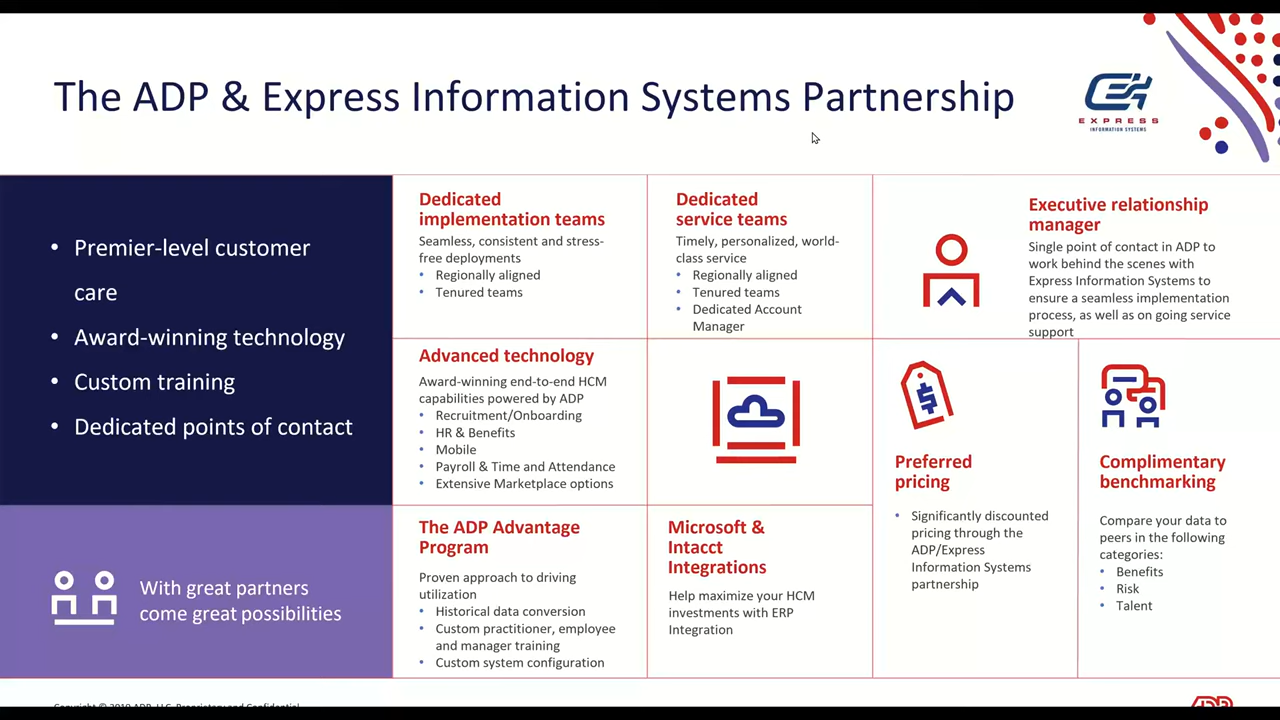 The ADP & Express Information Systems Partnership
EXPRESS
INFORMATION SYSTEMS
• Premier-level customer
care
• Award-winning technology
• Custom training
• Dedicated points of contact
With great partners
come great possibilities
Dedicated
implementation teams
Seamless, consistent and stress-
free deployments
• Regionally aligned
• Tenured teams
Dedicated
service teams
Timely, personalized, world-
class service
• Regionally aligned
• Tenured teams
• Dedicated Account
Manager
Executive relationship
manager
Single point of contact in ADP to
work behind the scenes with
Express Information Systems to
ensure a seamless implementation
process, as well as on going service
support
Advanced technology
Award-winning end-to-end HCM
capabilities powered by ADP
• Recruitment/Onboarding
• HR & Benefits
• Mobile
• Payroll & Time and Attendance
• Extensive Marketplace options
Preferred
pricing
• Significantly discounted
pricing through the
ADP/Express
Information Systems
partnership
Complimentary
benchmarking
Compare your data to
peers in the following
categories:
• Benefits
• Risk
• Talent
The ADP Advantage
Program
Proven approach to driving
utilization
• Historical data conversion
• Custom practitioner, employee
and manager training
• Custom system configuration
Microsoft &
Intacct
Integrations
Help maximize your HCM
investments with ERP
Integration
Copyright © 2019 ADP, LLC. Proprietary and Confidential
ADP